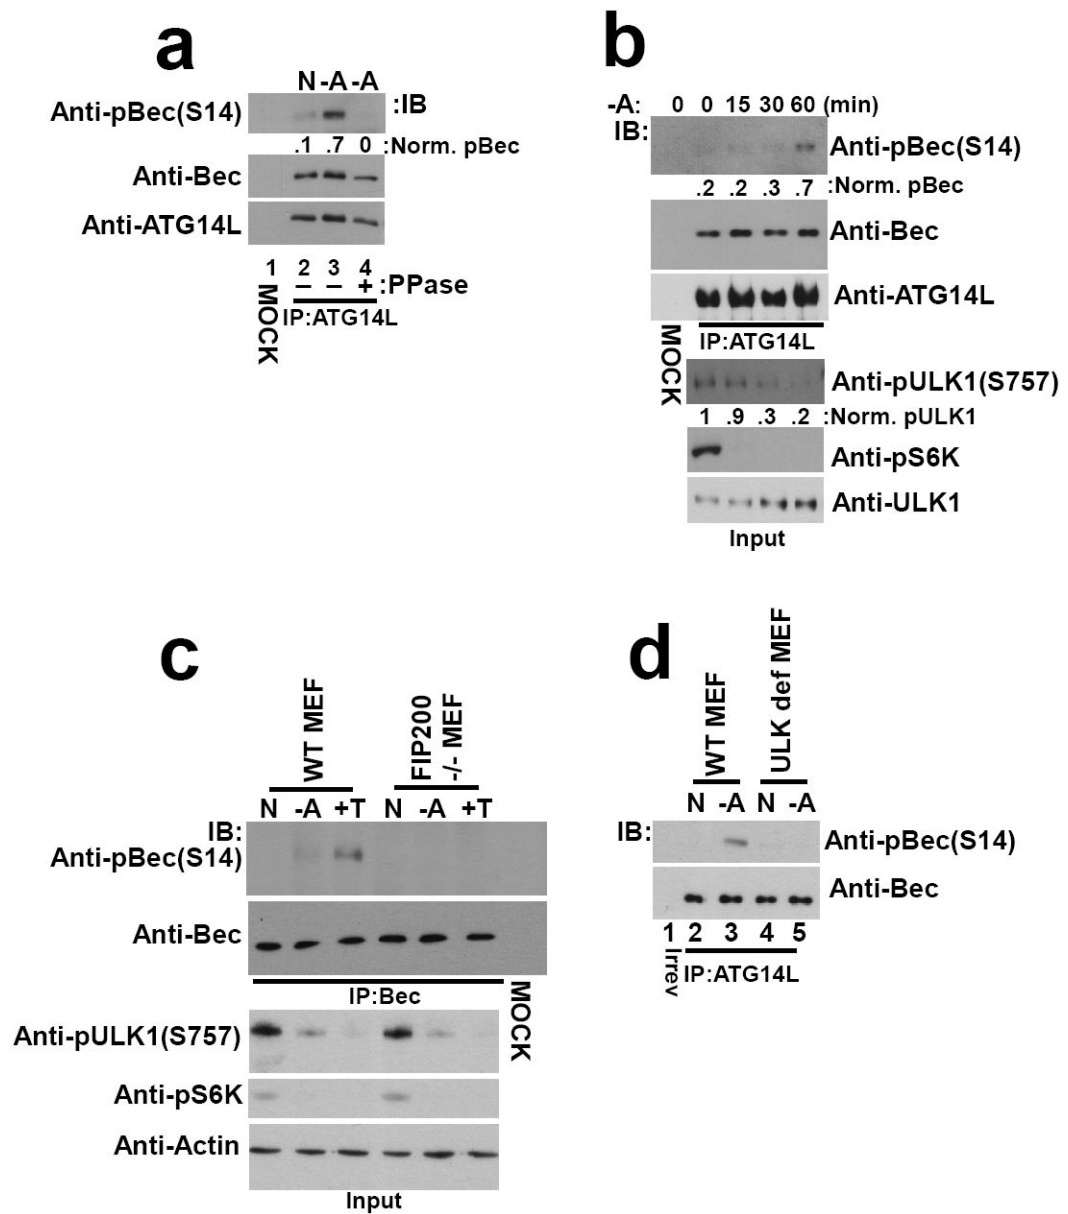 a
N -A -A
Anti-pBec(S14) :IB
.1 .7 0 :Norm. pBec
Anti-Bec
Anti-ATG14L
1 2 3 4
– – + :PPase
MOCK
IP:ATG14L
b
-A: 0 0 15 30 60 (min)
IB:
Anti-pBec(S14)
.2 .2 .3 .7 :Norm. pBec
Anti-Bec
Anti-ATG14L
MOCK
IP:ATG14L
Anti-pULK1(S757)
1 .9 .3 .2 :Norm. pULK1
Anti-pS6K
Anti-ULK1
Input
c
WT MEF
FIP200
-/- MEF
N -A +T N -A +T
IB:
Anti-pBec(S14)
Anti-Bec
IP:Bec
MOCK
Anti-pULK1(S757)
Anti-pS6K
Anti-Actin
Input
d
WT MEF
ULK def MEF
N -A N -A
IB:
Anti-pBec(S14)
Anti-Bec
1 2 3 4 5
Irrev
IP:ATG14L